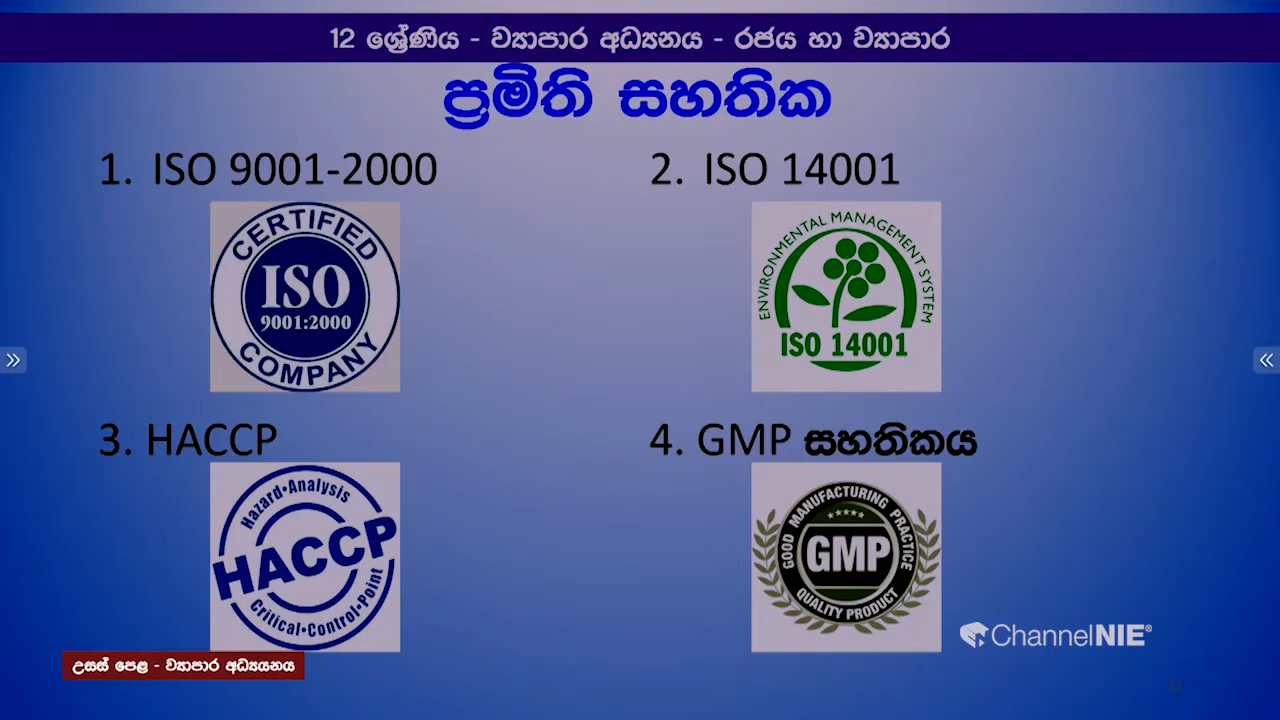 12 ශ්‍රේණිය - ව්‍යාපාර අධ්‍යනය - රජය හා ව්‍යාපාර
ප්‍රමිති සහතික
1. ISO 9001-2000
2. ISO 14001
CERTIFIED
ISO
9001:2000
COMPANY
ENVIRONMENTAL MANAGEMENT SYSTEM
ISO 14001
3. HACCP
4. GMP සහතිකය
Hazard•Analysis
HACCP
Critical•Control•Point
GOOD MANUFACTURING PRACTICE
GMP
QUALITY PRODUCT
ChannelNIE®
උසස් පෙළ - ව්‍යාපාර අධ්‍යයනය